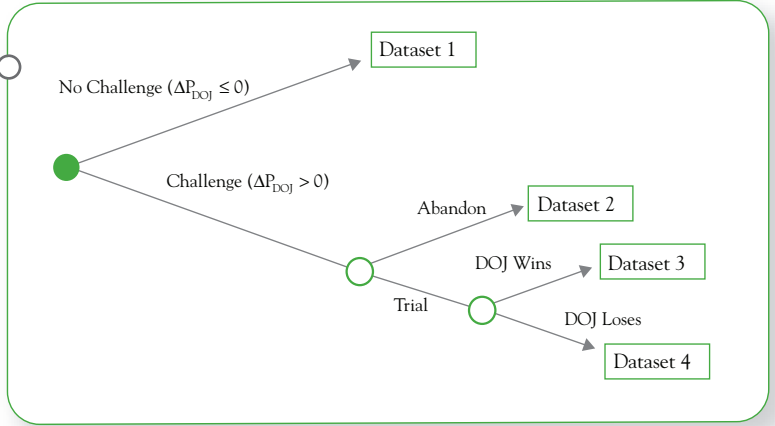 Dataset 1
No Challenge (ΔP_DOJ ≤ 0)
Challenge (ΔP_DOJ > 0)
Abandon
Dataset 2
DOJ Wins
Dataset 3
Trial
DOJ Loses
Dataset 4